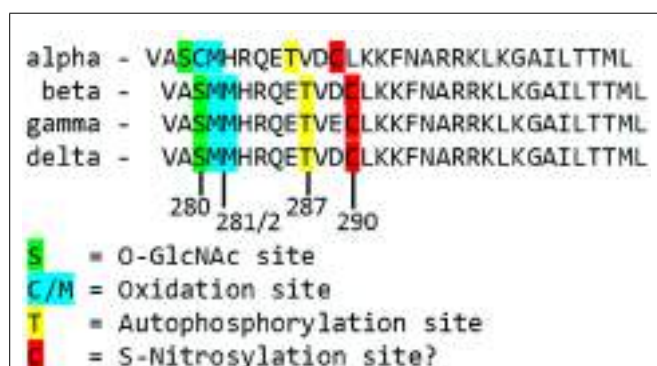 alpha - VASCMHRQETVDCLKKFNARRKLKGAILTTML
beta - VASMMHRQETVDCLKKFNARRKLKGAILTTML
gamma - VASMMHRQETVECLKKFNARRKLKGAILTTML
delta - VASMMHRQETVDCLKKFNARRKLKGAILTTML
280 281/2 287 290
S = O-GlcNAc site
C/M = Oxidation site
T = Autophosphorylation site
C = S-Nitrosylation site?